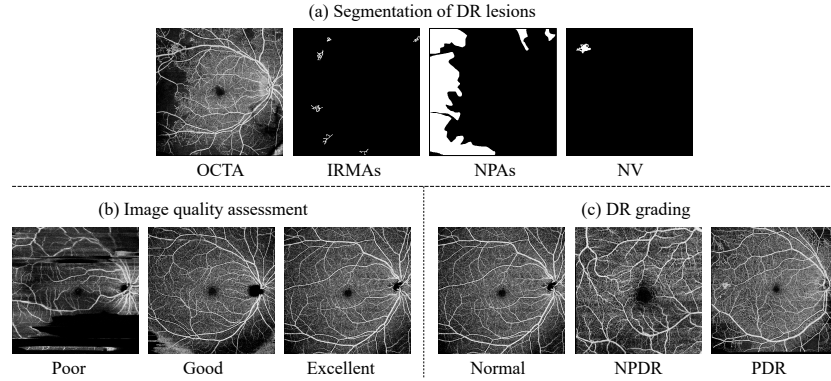 (a) Segmentation of DR lesions
OCTA IRMAs NPAs NV
(b) Image quality assessment
Poor Good Excellent
(c) DR grading
Normal NPDR PDR